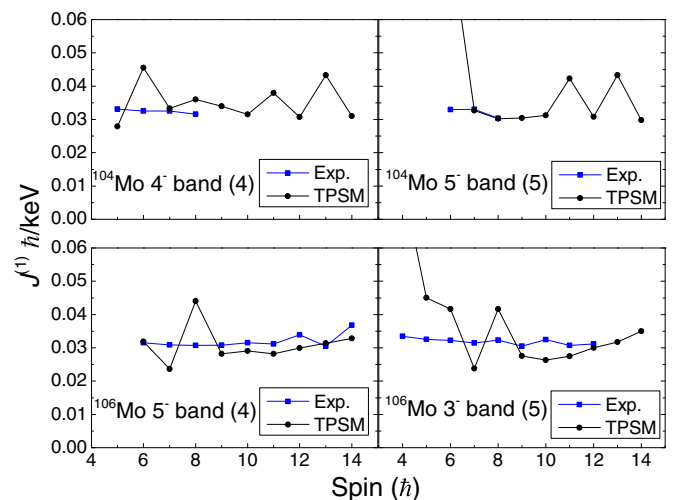 0.06
0.05
0.04
0.03
0.02
0.01
0.00
¹⁰⁴Mo 4⁻ band (4)
Exp.
TPSM
¹⁰⁴Mo 5⁻ band (5)
Exp.
TPSM
J⁽¹⁾ ℏ/keV
0.06
0.05
0.04
0.03
0.02
0.01
0.00
¹⁰⁶Mo 5⁻ band (4)
Exp.
TPSM
¹⁰⁶Mo 3⁻ band (5)
Exp.
TPSM
4 6 8 10 12 14 4 6 8 10 12 14
Spin (ℏ)